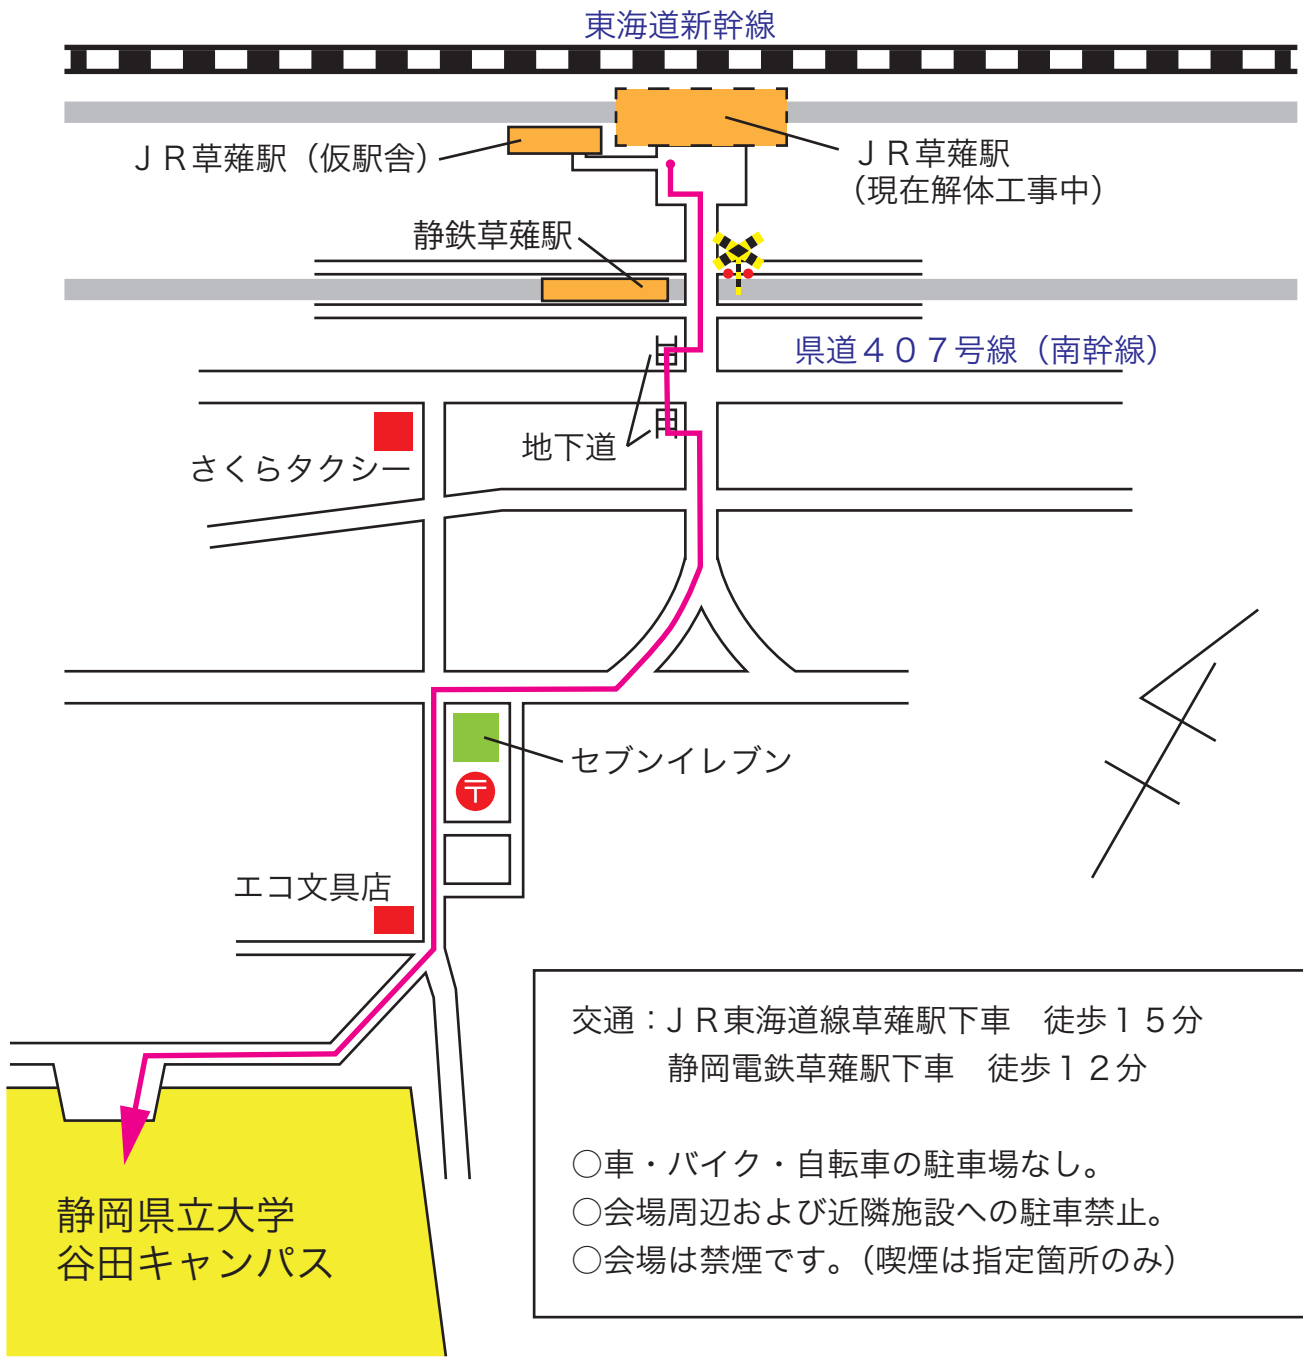 東海道新幹線
ＪＲ草薙駅（仮駅舎）
ＪＲ草薙駅
（現在解体工事中）
静鉄草薙駅
県道４０７号線（南幹線）
地下道
さくらタクシー
セブンイレブン
〒
エコ文具店
交通：ＪＲ東海道線草薙駅下車　徒歩１５分
静岡電鉄草薙駅下車　徒歩１２分
○車・バイク・自転車の駐車場なし。
○会場周辺および近隣施設への駐車禁止。
○会場は禁煙です。（喫煙は指定箇所のみ）
静岡県立大学
谷田キャンパス